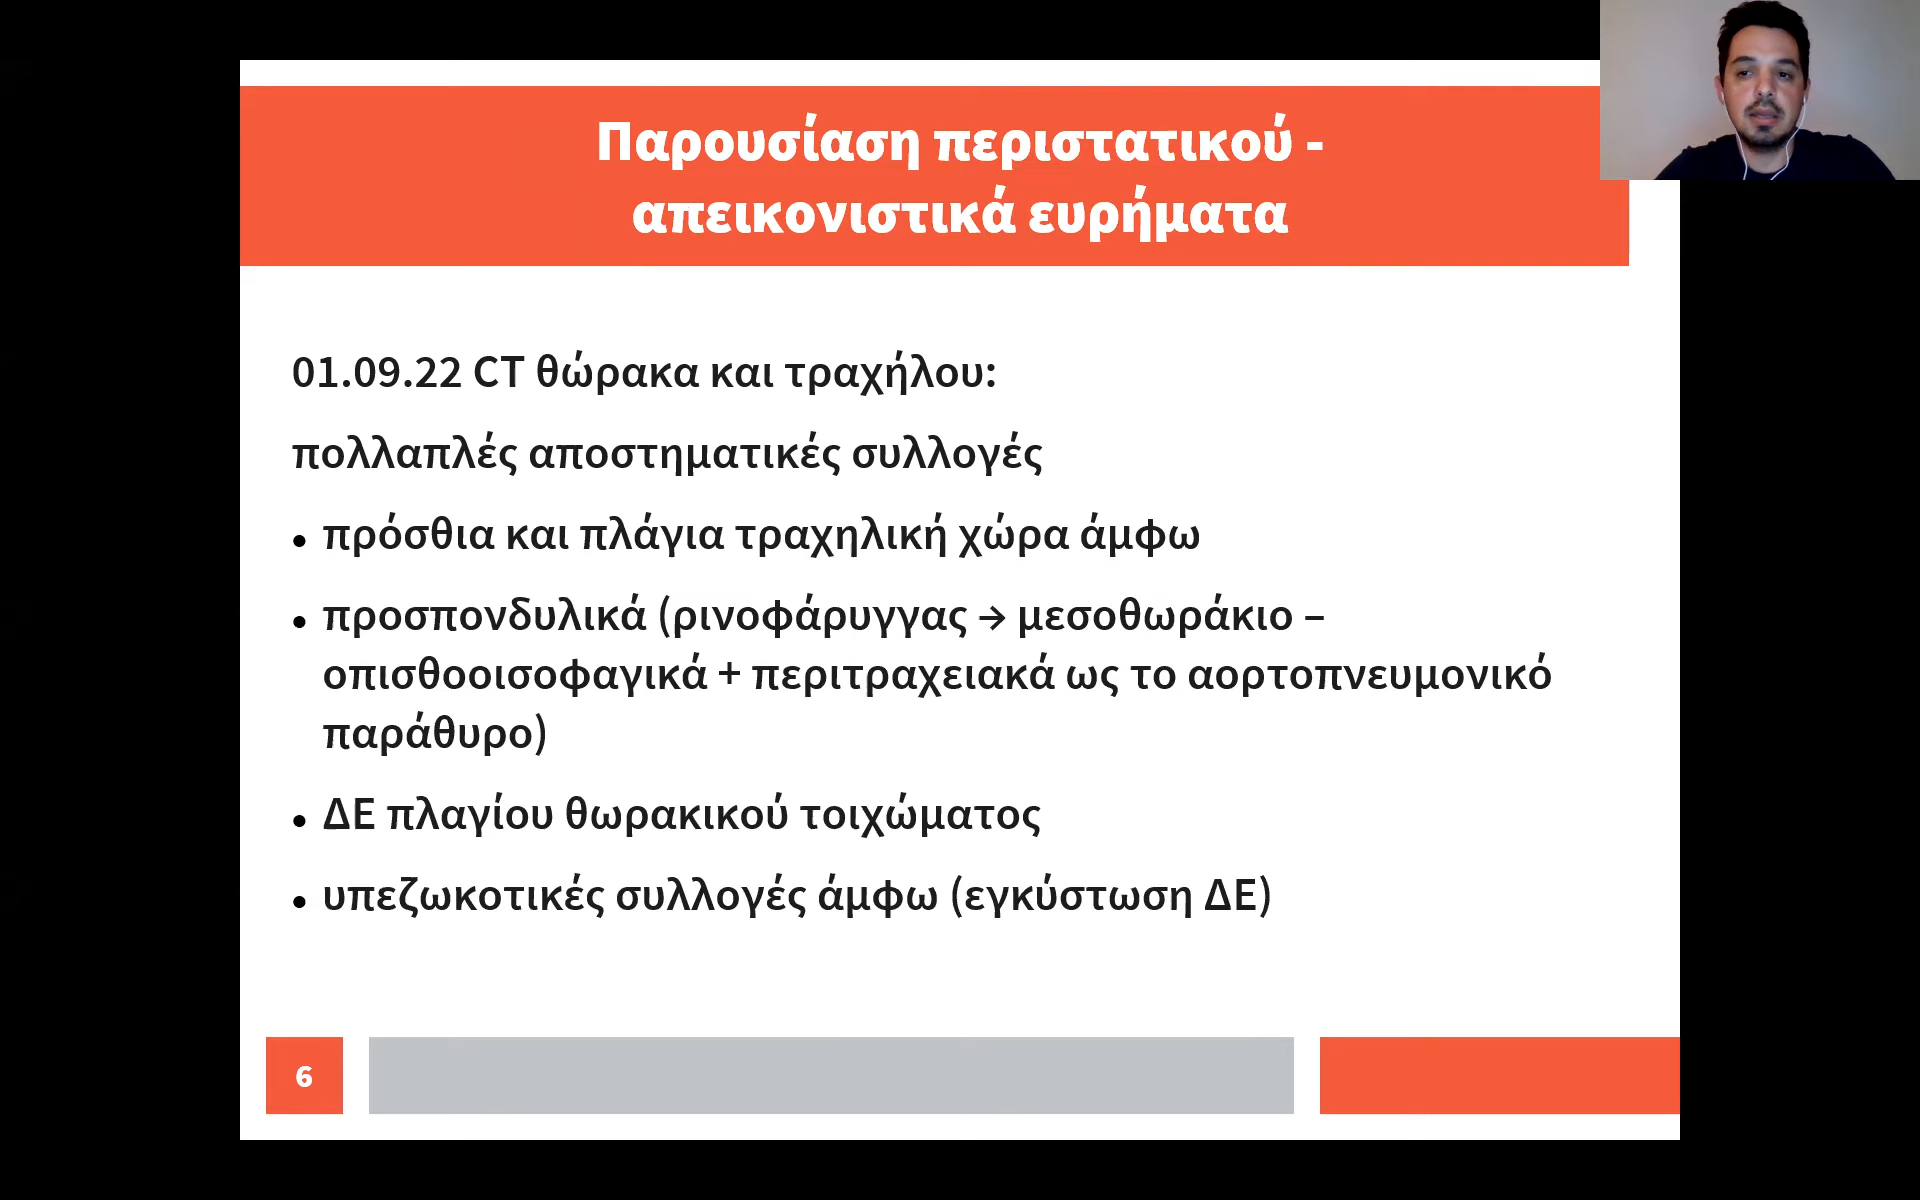 Παρουσίαση περιστατικού -
απεικονιστικά ευρήματα
01.09.22 CT θώρακα και τραχήλου:
πολλαπλές αποστηματικές συλλογές
● πρόσθια και πλάγια τραχηλική χώρα άμφω
● προσπονδυλικά (ρινοφάρυγγας → μεσοθωράκιο –
οπισθοοισοφαγικά + περιτραχειακά ως το αορτοπνευμονικό
παράθυρο)
● ΔΕ πλαγίου θωρακικού τοιχώματος
● υπεζωκοτικές συλλογές άμφω (εγκύστωση ΔΕ)
6